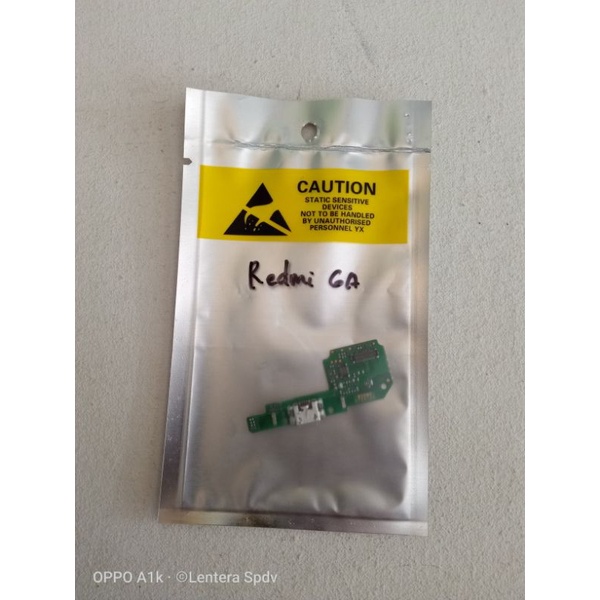 CAUTION
STATIC SENSITIVE
DEVICES
NOT TO BE HANDLED
BY UNAUTHORISED
PERSONNEL YX
Redmi 6A
OPPO A1k · ©Lentera Spdv